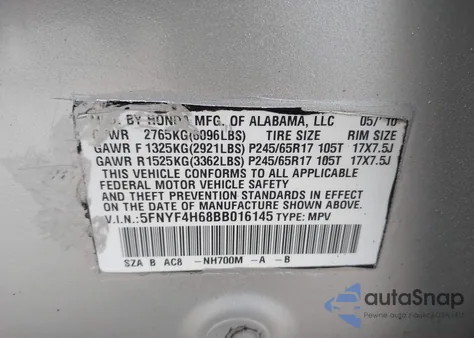 MFD. BY HONDA MFG. OF ALABAMA, LLC 05/10
GVWR 2765KG(6096LBS) TIRE SIZE RIM SIZE
GAWR F 1325KG(2921LBS) P245/65R17 105T 17X7.5J
GAWR R 1525KG(3362LBS) P245/65R17 105T 17X7.5J
THIS VEHICLE CONFORMS TO ALL APPLICABLE
FEDERAL MOTOR VEHICLE SAFETY AND
THEFT PREVENTION STANDARDS IN EFFECT ON
THE DATE OF MANUFACTURE SHOWN ABOVE.
V.I.N.: 5FNYF4H68BB016145 TYPE: MPV
SZA B AC8 -NH700M -A -B
autoSnap